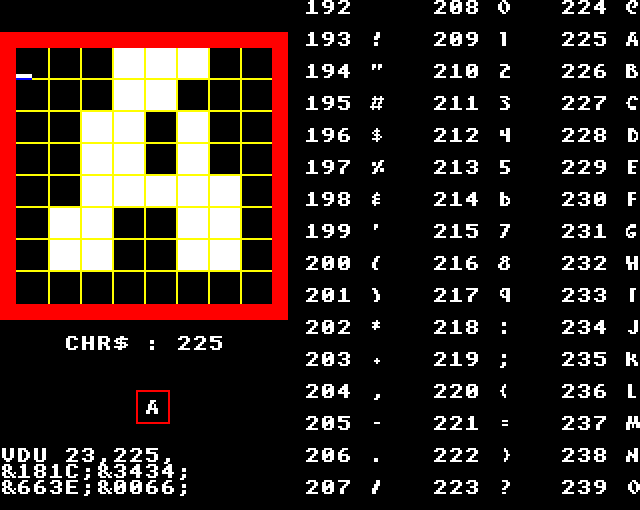 CHR$ : 225
A
VDU 23,225,
&181C;&3434;
&663E;&0066;
192 208 0 224 @
193 ! 209 1 225 A
194 " 210 2 226 B
195 # 211 3 227 C
196 $ 212 4 228 D
197 % 213 5 229 E
198 & 214 6 230 F
199 ' 215 7 231 G
200 ( 216 8 232 H
201 ) 217 9 233 I
202 * 218 : 234 J
203 + 219 ; 235 K
204 , 220 < 236 L
205 - 221 = 237 M
206 . 222 > 238 N
207 / 223 ? 239 O